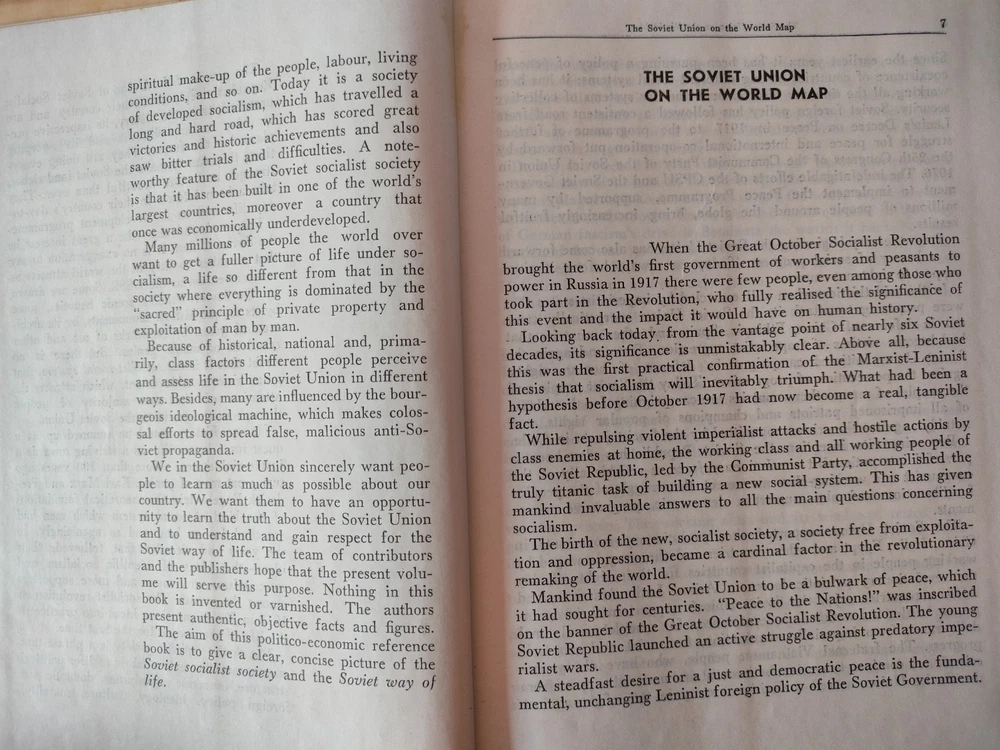 spiritual make-up of the people, labour, living
conditions, and so on. Today it is a society
of developed socialism, which has travelled a
long and hard road, which has scored great
victories and historic achievements and also
saw bitter trials and difficulties. A note-
worthy feature of the Soviet socialist society
is that it has been built in one of the world's
largest countries, moreover a country that
once was economically underdeveloped.
Many millions of people the world over
want to get a fuller picture of life under so-
cialism, a life so different from that in the
society where everything is dominated by the
“sacred” principle of private property and
exploitation of man by man.
Because of historical, national and, prima-
rily, class factors different people perceive
and assess life in the Soviet Union in different
ways. Besides, many are influenced by the bour-
geois ideological machine, which makes colos-
sal efforts to spread false, malicious anti-So-
viet propaganda.
We in the Soviet Union sincerely want peo-
ple to learn as much as possible about our
country. We want them to have an opportu-
nity to learn the truth about the Soviet Union
and to understand and gain respect for the
Soviet way of life. The team of contributors
and the publishers hope that the present volu-
me will serve this purpose. Nothing in this
book is invented or varnished. The authors
present authentic, objective facts and figures.
The aim of this politico-economic reference
book is to give a clear, concise picture of the
Soviet socialist society and the Soviet way of
life.
The Soviet Union on the World Map 7
THE SOVIET UNION
ON THE WORLD MAP
When the Great October Socialist Revolution
brought the world's first government of workers and peasants to
power in Russia in 1917 there were few people, even among those who
took part in the Revolution, who fully realised the significance of
this event and the impact it would have on human history.
Looking back today from the vantage point of nearly six Soviet
decades, its significance is unmistakably clear. Above all, because
this was the first practical confirmation of the Marxist-Leninist
thesis that socialism will inevitably triumph. What had been a
hypothesis before October 1917 had now become a real, tangible
fact.
While repulsing violent imperialist attacks and hostile actions by
class enemies at home, the working class and all working people of
the Soviet Republic, led by the Communist Party, accomplished the
truly titanic task of building a new social system. This has given
mankind invaluable answers to all the main questions concerning
socialism.
The birth of the new, socialist society, a society free from exploita-
tion and oppression, became a cardinal factor in the revolutionary
remaking of the world.
Mankind found the Soviet Union to be a bulwark of peace, which
it had sought for centuries. “Peace to the Nations!” was inscribed
on the banner of the Great October Socialist Revolution. The young
Soviet Republic launched an active struggle against predatory impe-
rialist wars.
A steadfast desire for a just and democratic peace is the funda-
mental, unchanging Leninist foreign policy of the Soviet Government.